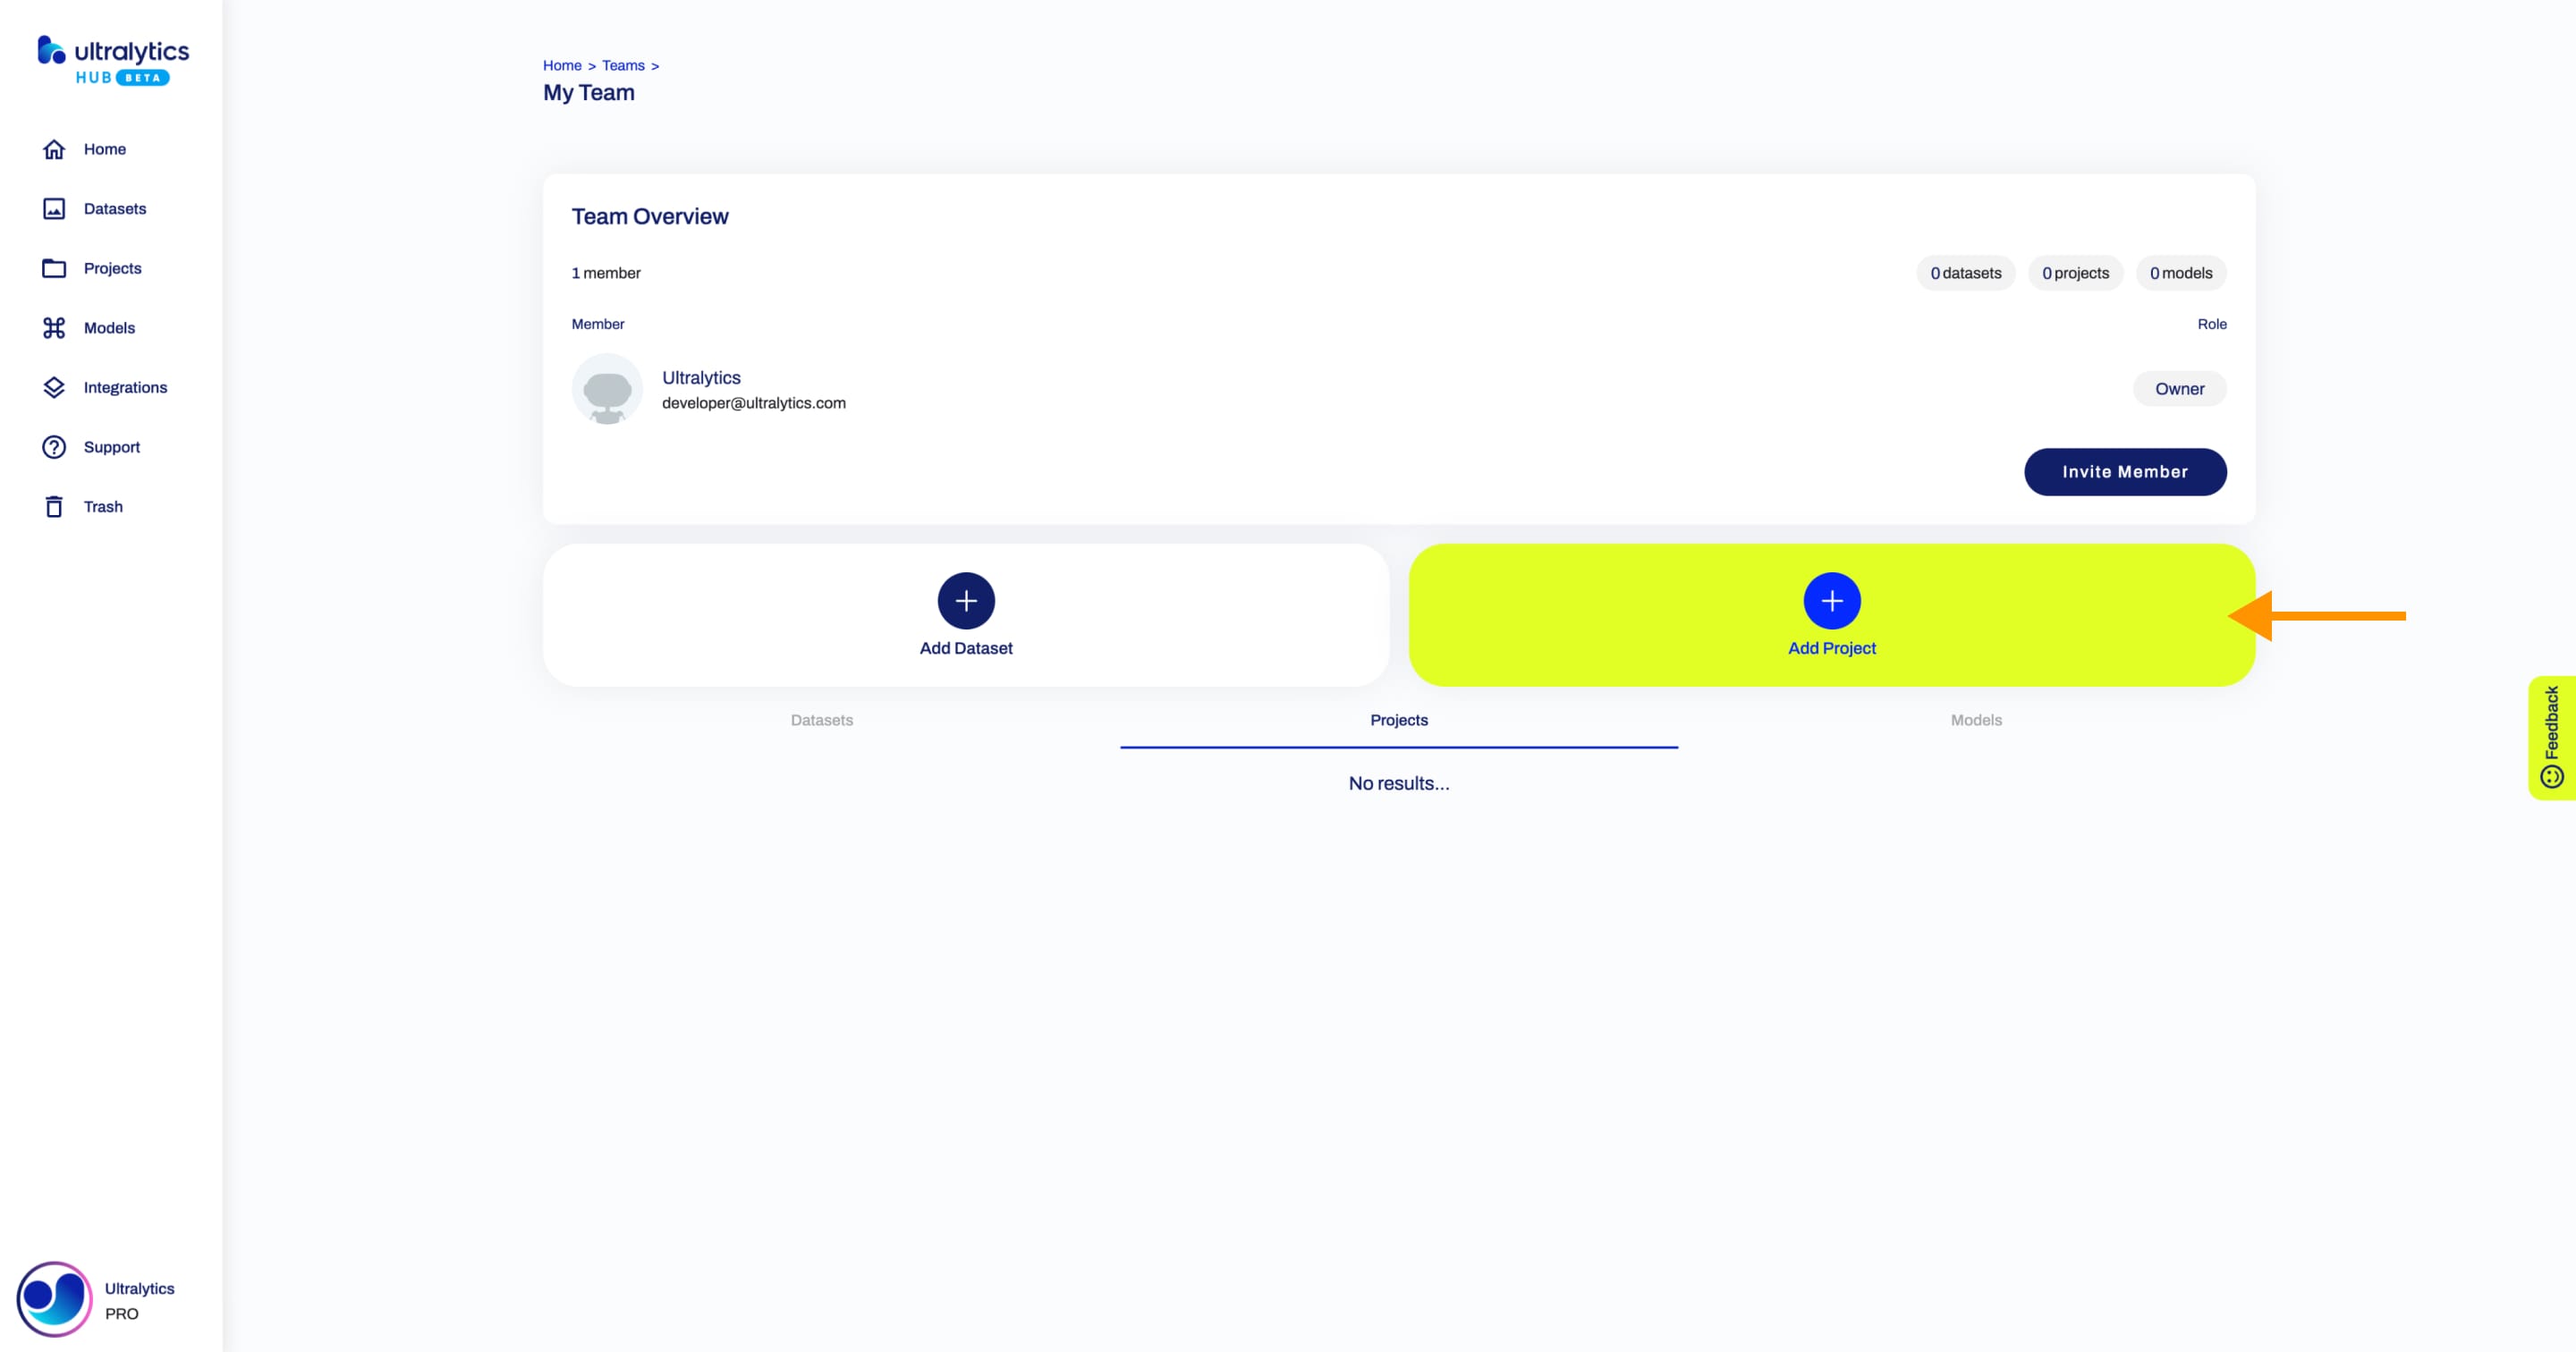 ultralytics
HUB BETA
Home
Datasets
Projects
Models
Integrations
Support
Trash
Ultralytics
PRO
Home > Teams >
My Team
Team Overview
1 member
0 datasets 0 projects 0 models
Member Role
Ultralytics
developer@ultralytics.com
Owner
Invite Member
Add Dataset Add Project
Datasets Projects Models
No results...
Feedback